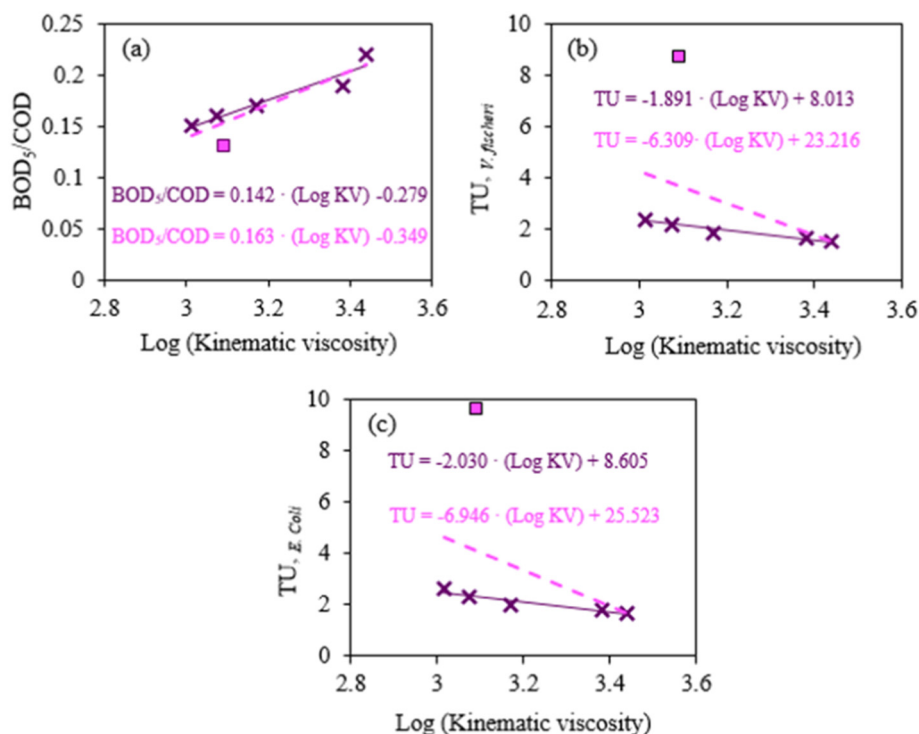 (a)
0.25
0.2
0.15
0.1
0.05
0
BOD₅/COD
BOD₅/COD = 0.142 · (Log KV) -0.279
BOD₅/COD = 0.163 · (Log KV) -0.349
2.8 3 3.2 3.4 3.6
Log (Kinematic viscosity)
(b)
10
8
6
4
2
0
TU, V. fischeri
TU = -1.891 · (Log KV) + 8.013
TU = -6.309· (Log KV) + 23.216
2.8 3 3.2 3.4 3.6
Log (Kinematic viscosity)
(c)
10
8
6
4
2
0
TU, E. Coli
TU = -2.030 · (Log KV) + 8.605
TU = -6.946 · (Log KV) + 25.523
2.8 3 3.2 3.4 3.6
Log (Kinematic viscosity)